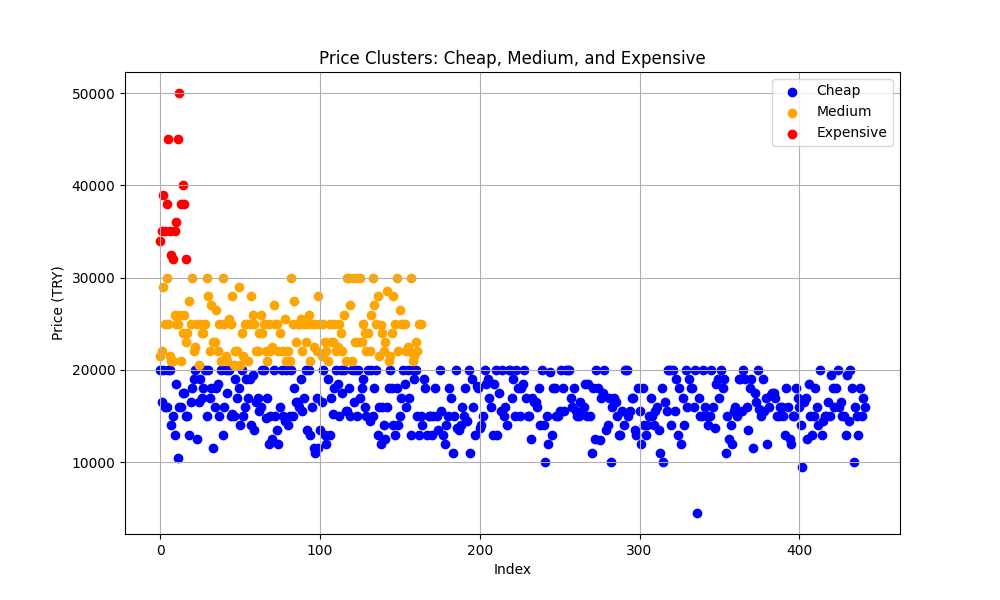 Price Clusters: Cheap, Medium, and Expensive
Cheap
Medium
Expensive
Price (TRY)
50000
40000
30000
20000
10000
0 100 200 300 400
Index